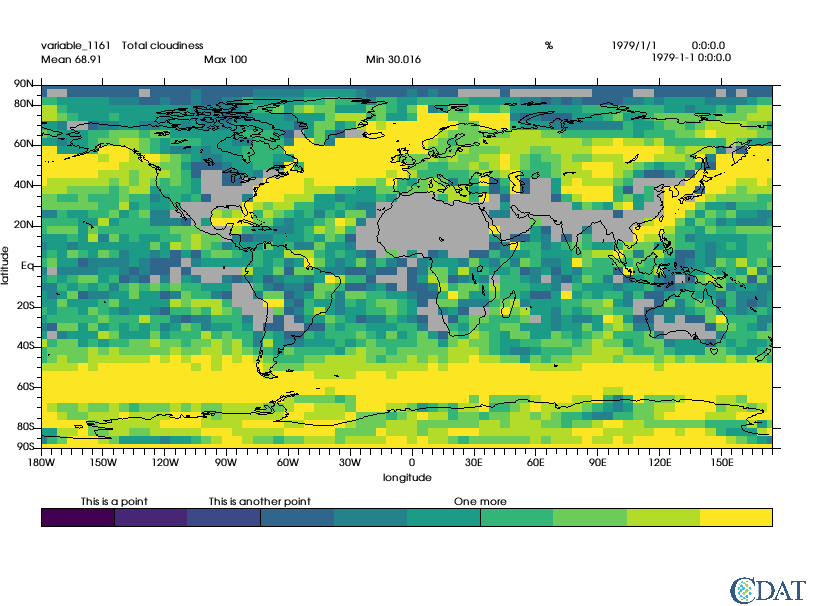 variable_1161 Total cloudiness % 1979/1/1 0:0:0.0
Mean 68.91 Max 100 Min 30.016 1979-1-1 0:0:0.0
90N
80N
60N
40N
20N
Eq
20S
40S
60S
80S
90S
latitude
180W 150W 120W 90W 60W 30W 0 30E 60E 90E 120E 150E
longitude
This is a point This is another point One more
CDAT